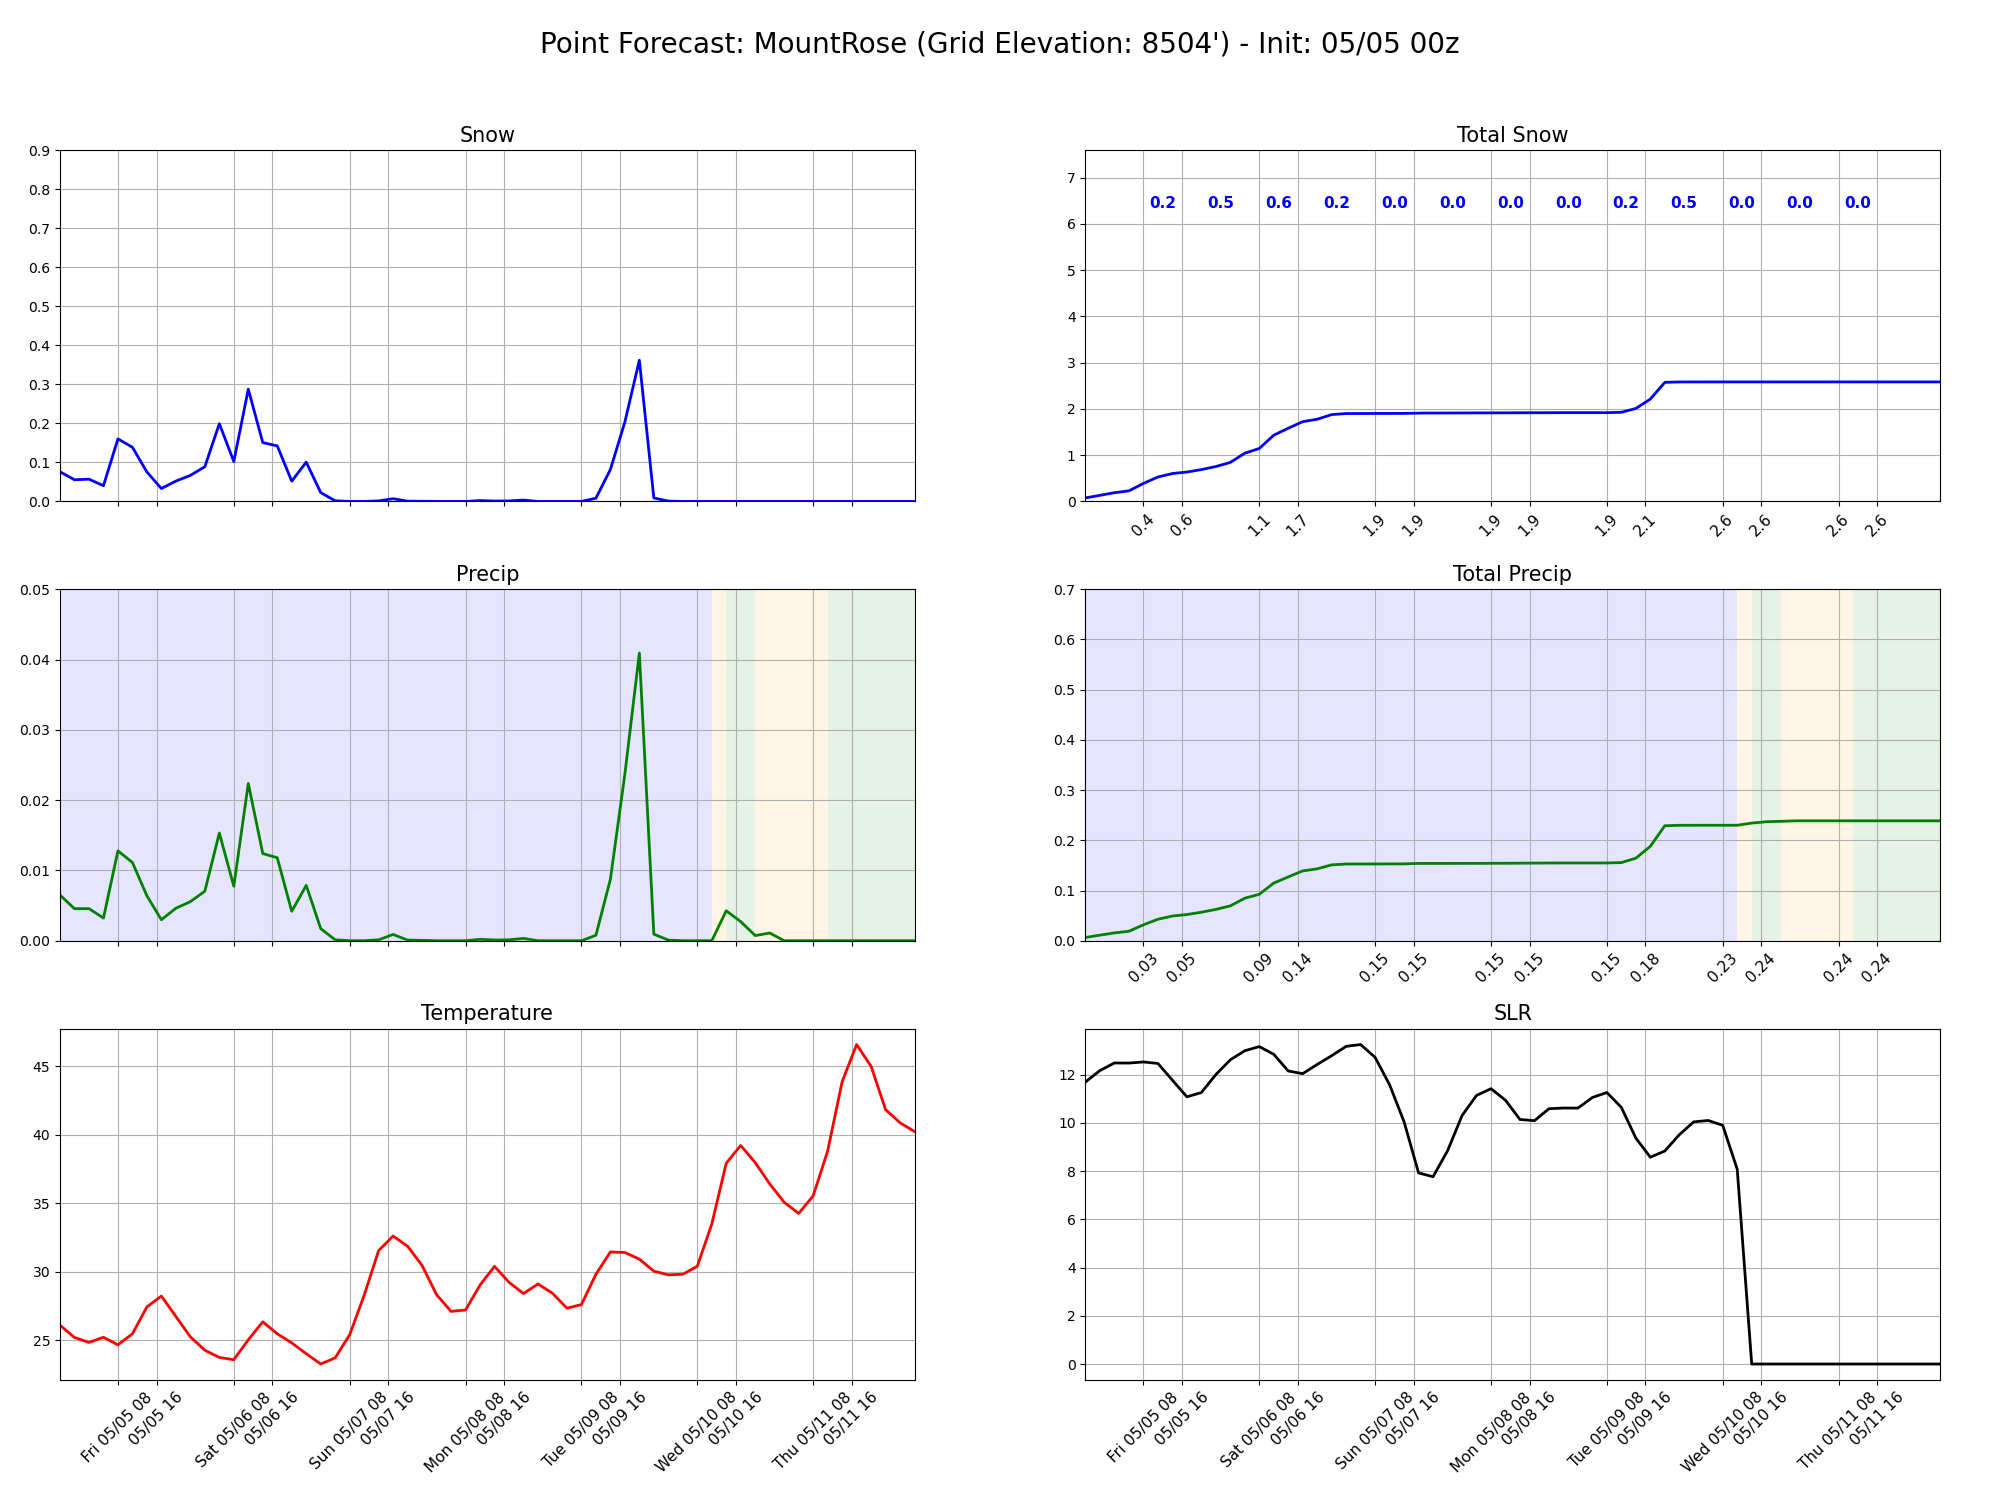 Point Forecast: MountRose (Grid Elevation: 8504') - Init: 05/05 00z
Snow
0.9
0.8
0.7
0.6
0.5
0.4
0.3
0.2
0.1
0.0
Total Snow
7
6
5
4
3
2
1
0
0.2 0.5 0.6 0.2 0.0 0.0 0.0 0.0 0.2 0.5 0.0 0.0 0.0
0.4 0.6 1.1 1.7 1.9 1.9 1.9 1.9 1.9 2.1 2.6 2.6 2.6 2.6
Precip
0.05
0.04
0.03
0.02
0.01
0.00
Total Precip
0.7
0.6
0.5
0.4
0.3
0.2
0.1
0.0
0.03 0.05 0.09 0.14 0.15 0.15 0.15 0.15 0.15 0.18 0.23 0.24 0.24 0.24
Temperature
45
40
35
30
25
Fri 05/05 08
05/05 16
Sat 05/06 08
05/06 16
Sun 05/07 08
05/07 16
Mon 05/08 08
05/08 16
Tue 05/09 08
05/09 16
Wed 05/10 08
05/10 16
Thu 05/11 08
05/11 16
SLR
12
10
8
6
4
2
0
Fri 05/05 08
05/05 16
Sat 05/06 08
05/06 16
Sun 05/07 08
05/07 16
Mon 05/08 08
05/08 16
Tue 05/09 08
05/09 16
Wed 05/10 08
05/10 16
Thu 05/11 08
05/11 16